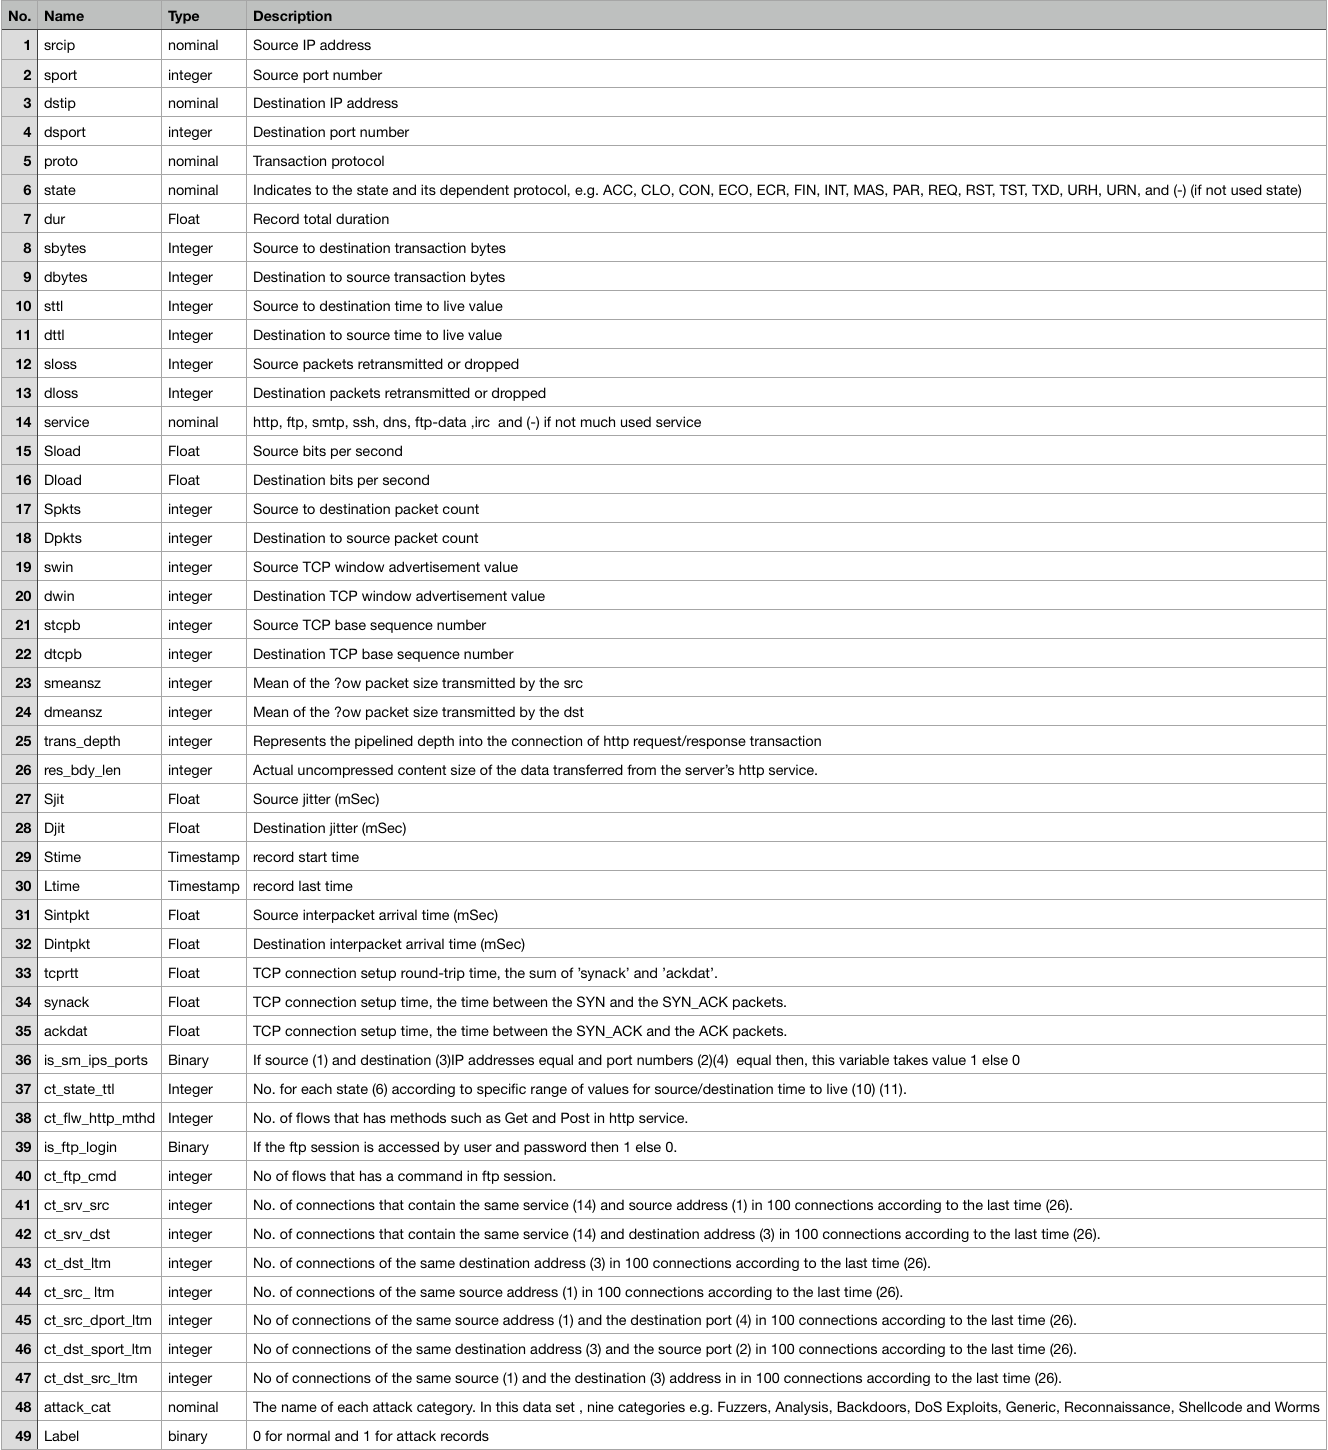 No. Name Type Description
1 srcip nominal Source IP address
2 sport integer Source port number
3 dstip nominal Destination IP address
4 dsport integer Destination port number
5 proto nominal Transaction protocol
6 state nominal Indicates to the state and its dependent protocol, e.g. ACC, CLO, CON, ECO, ECR, FIN, INT, MAS, PAR, REQ, RST, TST, TXD, URH, URN, and (-) (if not used state)
7 dur Float Record total duration
8 sbytes Integer Source to destination transaction bytes
9 dbytes Integer Destination to source transaction bytes
10 sttl Integer Source to destination time to live value
11 dttl Integer Destination to source time to live value
12 sloss Integer Source packets retransmitted or dropped
13 dloss Integer Destination packets retransmitted or dropped
14 service nominal http, ftp, smtp, ssh, dns, ftp-data ,irc  and (-) if not much used service
15 Sload Float Source bits per second
16 Dload Float Destination bits per second
17 Spkts integer Source to destination packet count
18 Dpkts integer Destination to source packet count
19 swin integer Source TCP window advertisement value
20 dwin integer Destination TCP window advertisement value
21 stcpb integer Source TCP base sequence number
22 dtcpb integer Destination TCP base sequence number
23 smeansz integer Mean of the ?ow packet size transmitted by the src
24 dmeansz integer Mean of the ?ow packet size transmitted by the dst
25 trans_depth integer Represents the pipelined depth into the connection of http request/response transaction
26 res_bdy_len integer Actual uncompressed content size of the data transferred from the server’s http service.
27 Sjit Float Source jitter (mSec)
28 Djit Float Destination jitter (mSec)
29 Stime Timestamp record start time
30 Ltime Timestamp record last time
31 Sintpkt Float Source interpacket arrival time (mSec)
32 Dintpkt Float Destination interpacket arrival time (mSec)
33 tcprtt Float TCP connection setup round-trip time, the sum of ’synack’ and ’ackdat’.
34 synack Float TCP connection setup time, the time between the SYN and the SYN_ACK packets.
35 ackdat Float TCP connection setup time, the time between the SYN_ACK and the ACK packets.
36 is_sm_ips_ports Binary If source (1) and destination (3)IP addresses equal and port numbers (2)(4)  equal then, this variable takes value 1 else 0
37 ct_state_ttl Integer No. for each state (6) according to specific range of values for source/destination time to live (10) (11).
38 ct_flw_http_mthd Integer No. of flows that has methods such as Get and Post in http service.
39 is_ftp_login Binary If the ftp session is accessed by user and password then 1 else 0.
40 ct_ftp_cmd integer No of flows that has a command in ftp session.
41 ct_srv_src integer No. of connections that contain the same service (14) and source address (1) in 100 connections according to the last time (26).
42 ct_srv_dst integer No. of connections that contain the same service (14) and destination address (3) in 100 connections according to the last time (26).
43 ct_dst_ltm integer No. of connections of the same destination address (3) in 100 connections according to the last time (26).
44 ct_src_ ltm integer No. of connections of the same source address (1) in 100 connections according to the last time (26).
45 ct_src_dport_ltm integer No of connections of the same source address (1) and the destination port (4) in 100 connections according to the last time (26).
46 ct_dst_sport_ltm integer No of connections of the same destination address (3) and the source port (2) in 100 connections according to the last time (26).
47 ct_dst_src_ltm integer No of connections of the same source (1) and the destination (3) address in in 100 connections according to the last time (26).
48 attack_cat nominal The name of each attack category. In this data set , nine categories e.g. Fuzzers, Analysis, Backdoors, DoS Exploits, Generic, Reconnaissance, Shellcode and Worms
49 Label binary 0 for normal and 1 for attack records